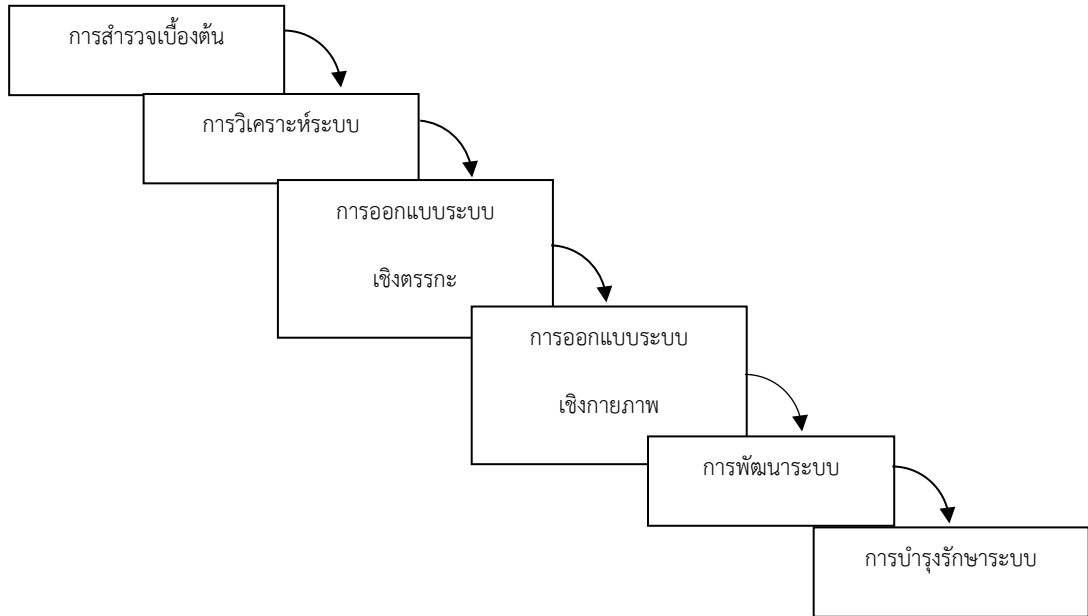 การสำรวจเบื้องต้น
การวิเคราะห์ระบบ
การออกแบบระบบ
เชิงตรรกะ
การออกแบบระบบ
เชิงกายภาพ
การพัฒนาระบบ
การบำรุงรักษาระบบ